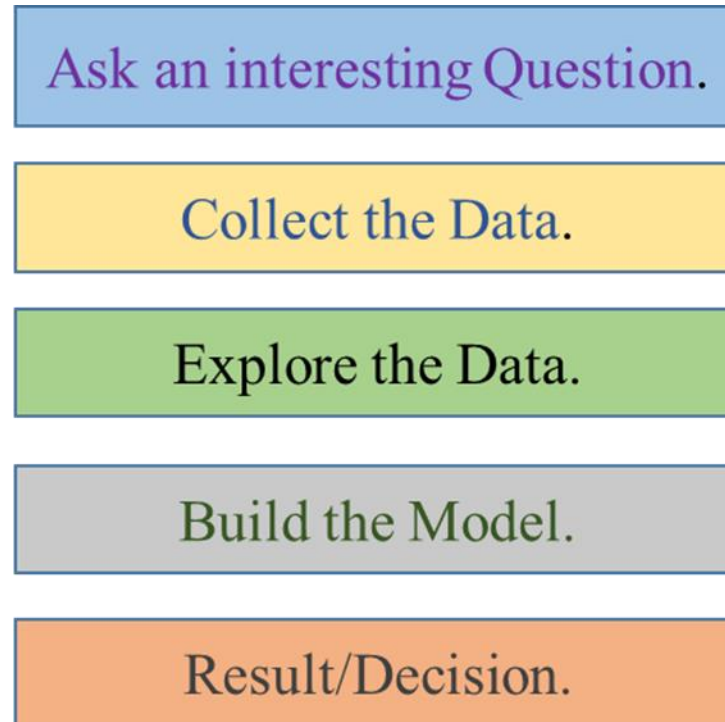 Ask an interesting Question.
Collect the Data.
Explore the Data.
Build the Model.
Result/Decision.